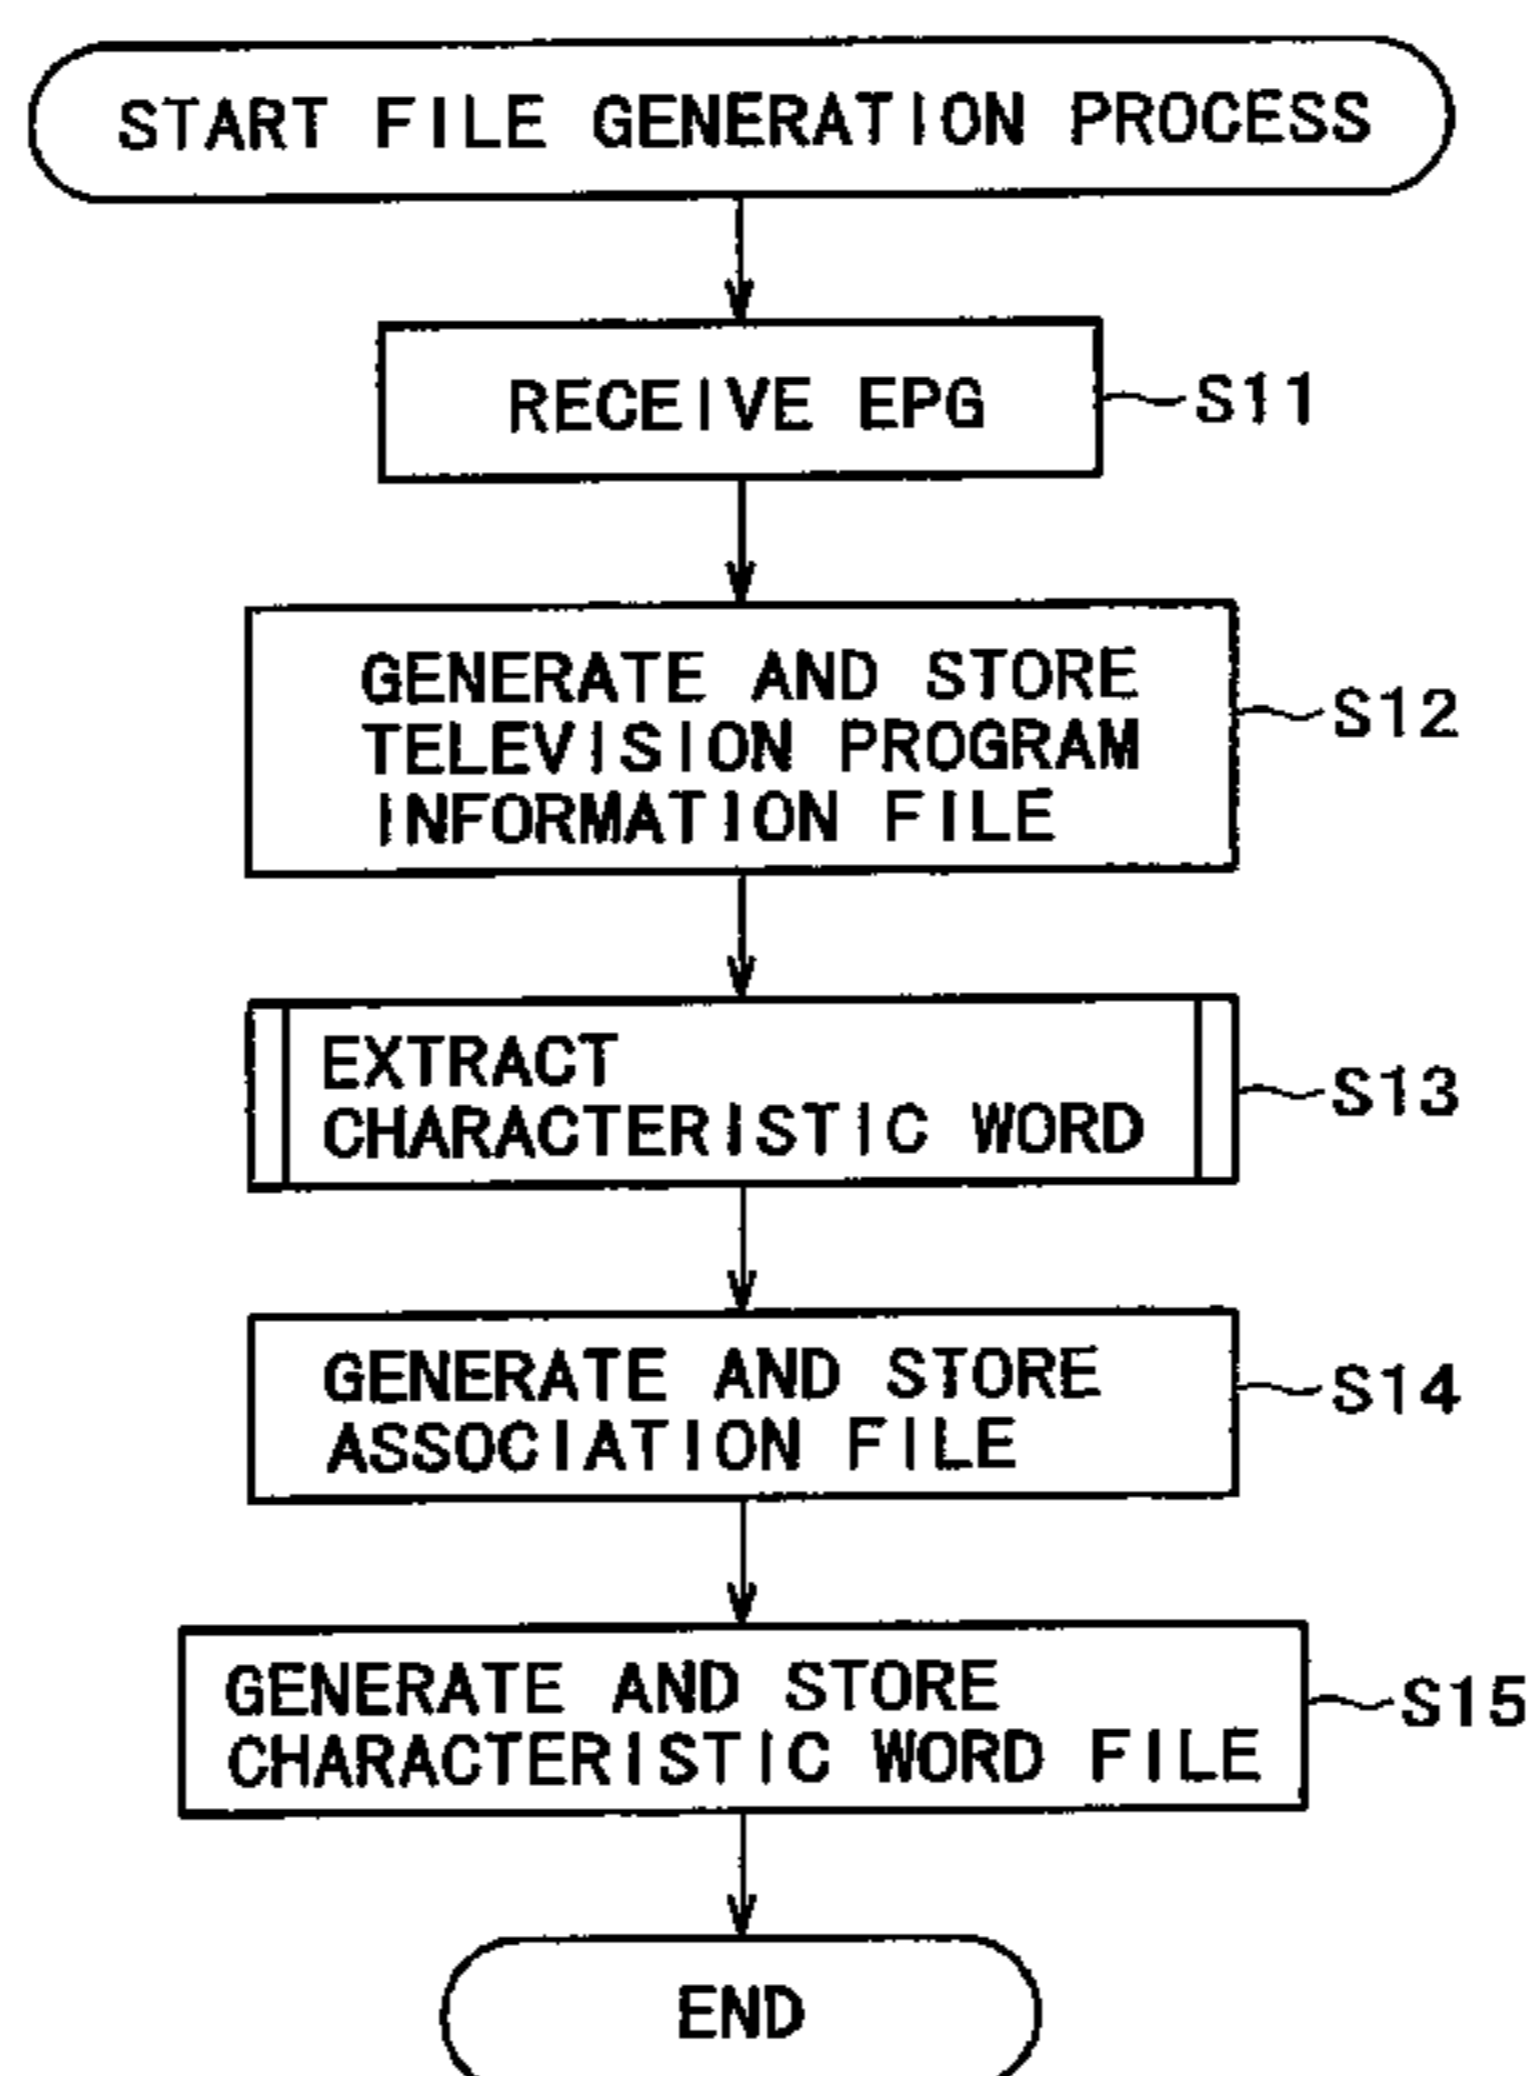 START FILE GENERATION PROCESS
RECEIVE EPG
S11
GENERATE AND STORE
TELEVISION PROGRAM
INFORMATION FILE
S12
EXTRACT
CHARACTERISTIC WORD
S13
GENERATE AND STORE
ASSOCIATION FILE
S14
GENERATE AND STORE
CHARACTERISTIC WORD FILE
S15
END